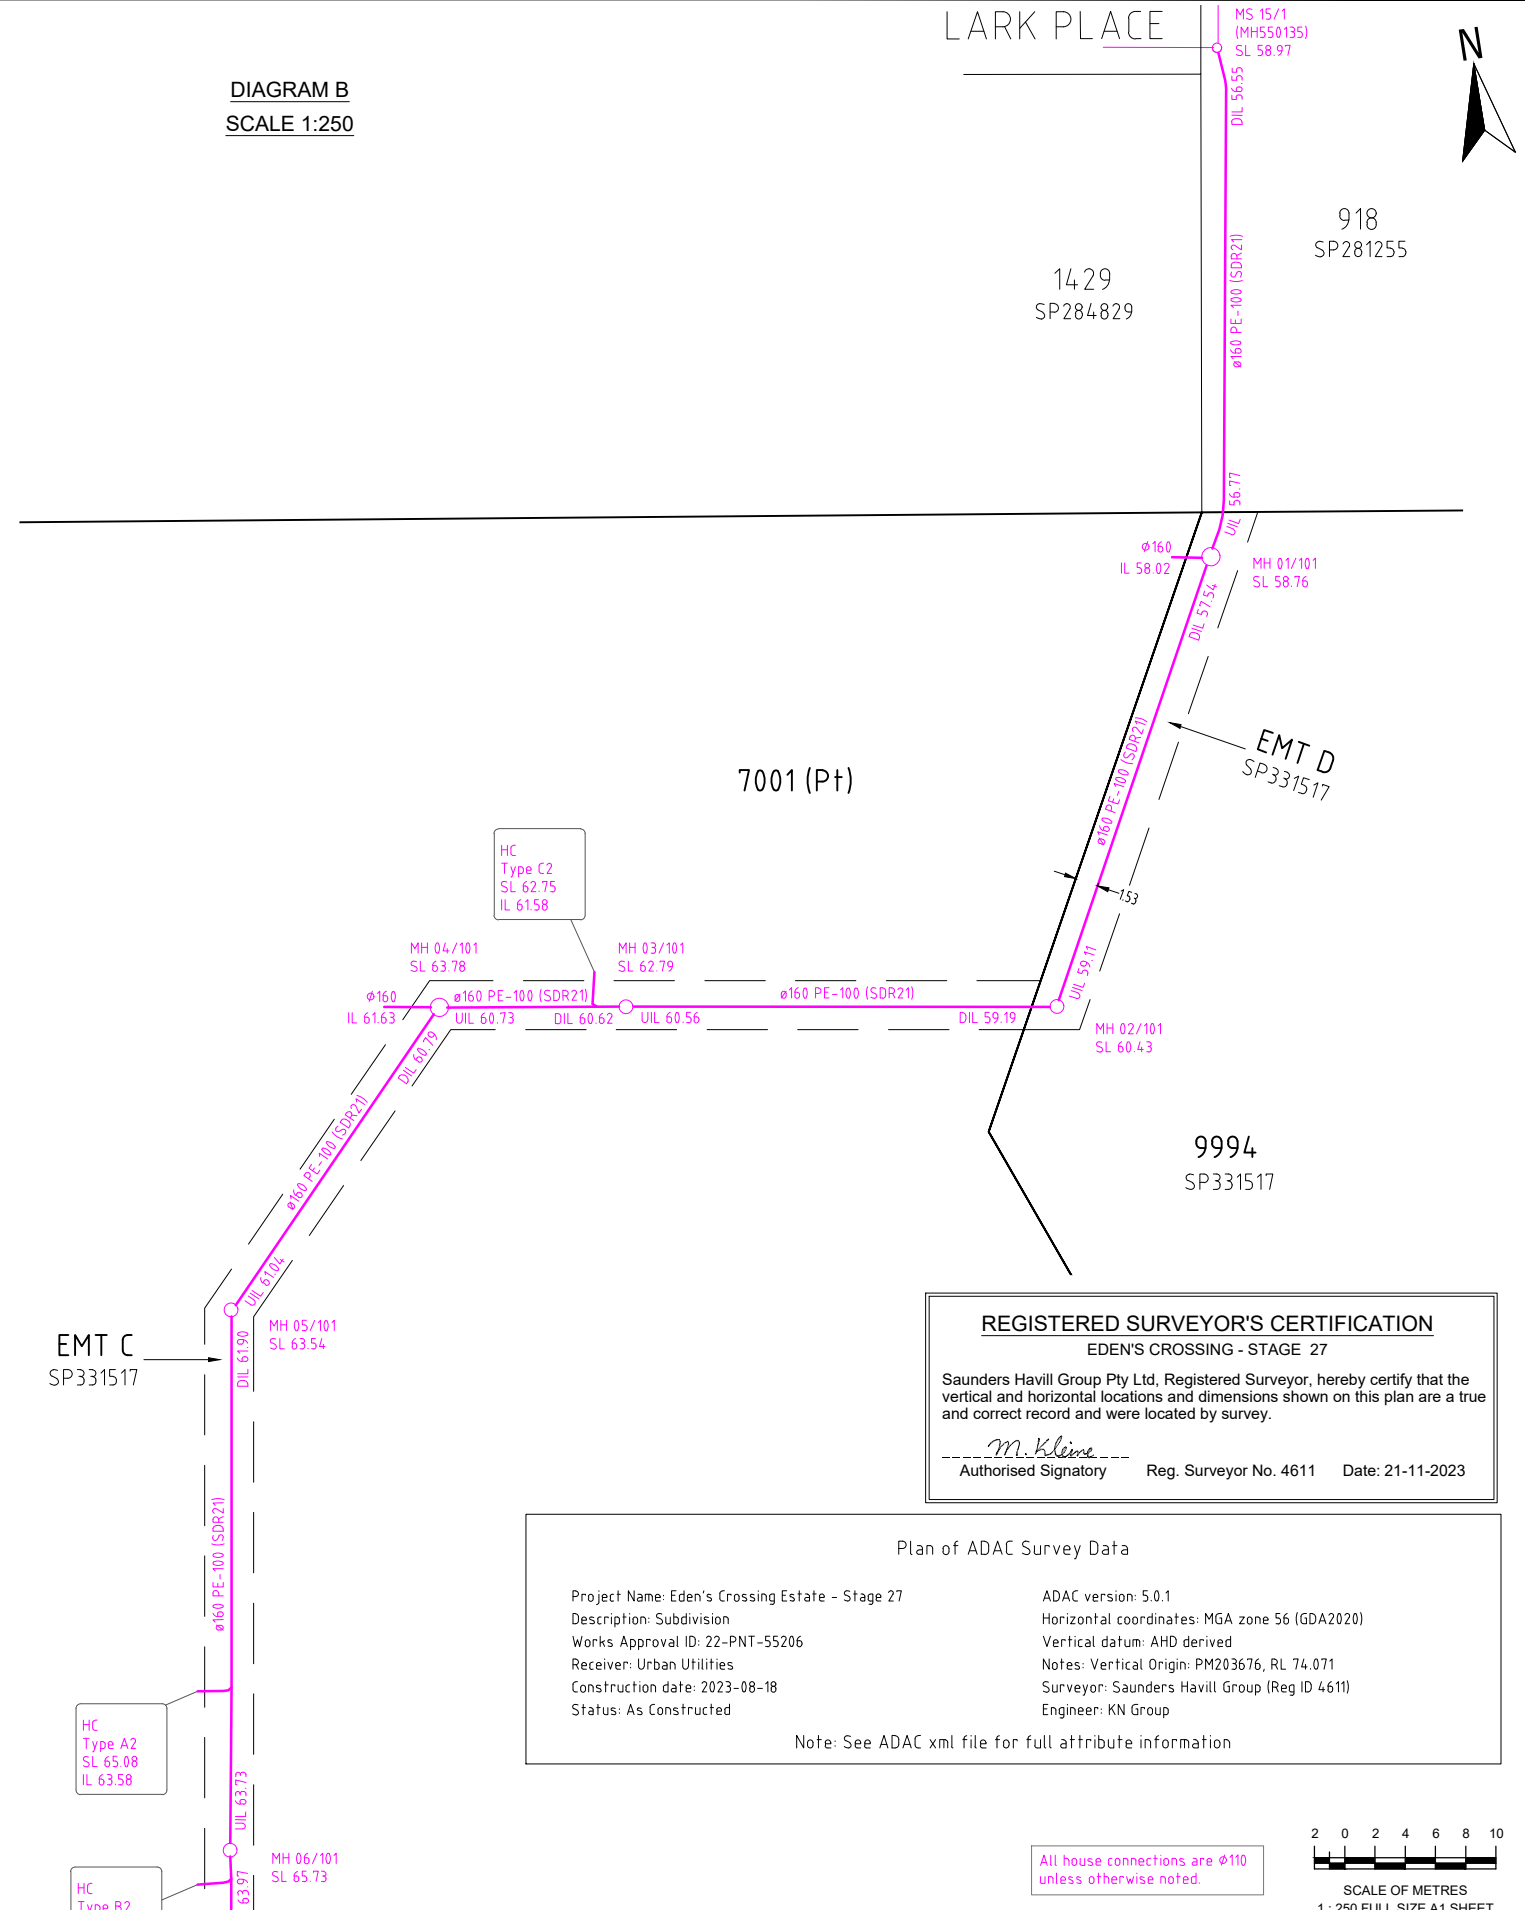 LARK PLACE
MS 15/1
(MH550135)
SL 58.97
N
DIAGRAM B
SCALE 1:250
DIL 56.55
918
SP281255
1429
SP284829
ø160 PE-100 (SDR21)
UIL 56.77
ø160
IL 58.02
MH 01/101
SL 58.76
DIL 57.54
EMT D
SP331517
ø160 PE-100 (SDR21)
7001 (Pt)
1.53
HC
Type C2
SL 62.75
IL 61.58
MH 04/101
SL 63.78
MH 03/101
SL 62.79
UIL 59.11
ø160
IL 61.63
ø160 PE-100 (SDR21)
UIL 60.73
DIL 60.62
UIL 60.56
ø160 PE-100 (SDR21)
DIL 59.19
MH 02/101
SL 60.43
DIL 60.79
ø160 PE-100 (SDR21)
9994
SP331517
UIL 61.04
MH 05/101
SL 63.54
EMT C
SP331517
DIL 61.90
REGISTERED SURVEYOR'S CERTIFICATION
EDEN'S CROSSING - STAGE 27
Saunders Havill Group Pty Ltd, Registered Surveyor, hereby certify that the
vertical and horizontal locations and dimensions shown on this plan are a true
and correct record and were located by survey.
M. Kleine
Authorised Signatory Reg. Surveyor No. 4611 Date: 21-11-2023
ø160 PE-100 (SDR21)
Plan of ADAC Survey Data
Project Name: Eden's Crossing Estate - Stage 27
Description: Subdivision
Works Approval ID: 22-PNT-55206
Receiver: Urban Utilities
Construction date: 2023-08-18
Status: As Constructed
ADAC version: 5.0.1
Horizontal coordinates: MGA zone 56 (GDA2020)
Vertical datum: AHD derived
Notes: Vertical Origin: PM203676, RL 74.071
Surveyor: Saunders Havill Group (Reg ID 4611)
Engineer: KN Group
Note: See ADAC xml file for full attribute information
HC
Type A2
SL 65.08
IL 63.58
UIL 63.73
MH 06/101
SL 65.73
63.97
HC
Type B2
All house connections are ø110
unless otherwise noted.
2 0 2 4 6 8 10
SCALE OF METRES
1 : 250 FULL SIZE A1 SHEET